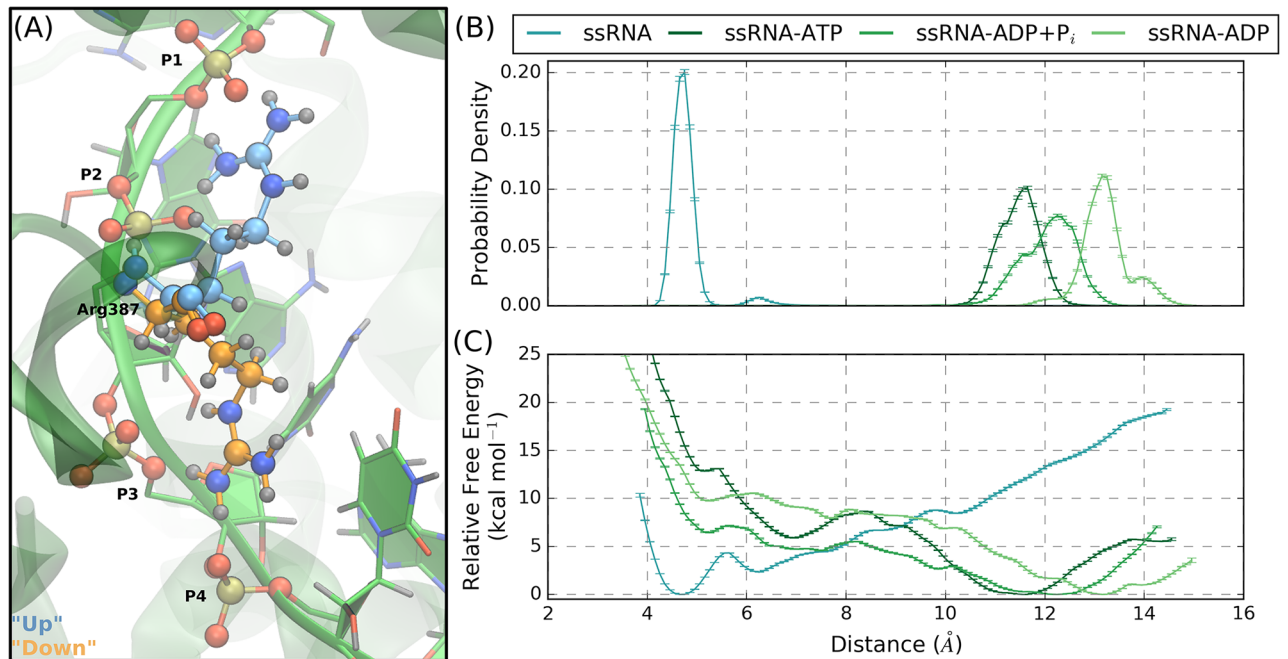 (A)
P1
P2
Arg387
P3
P4
"Up"
"Down"
(B)
ssRNA ssRNA-ATP ssRNA-ADP+Pᵢ ssRNA-ADP
Probability Density
0.20
0.15
0.10
0.05
0.00
(C)
Relative Free Energy
(kcal mol⁻¹)
25
20
15
10
5
0
2 4 6 8 10 12 14 16
Distance (Å)